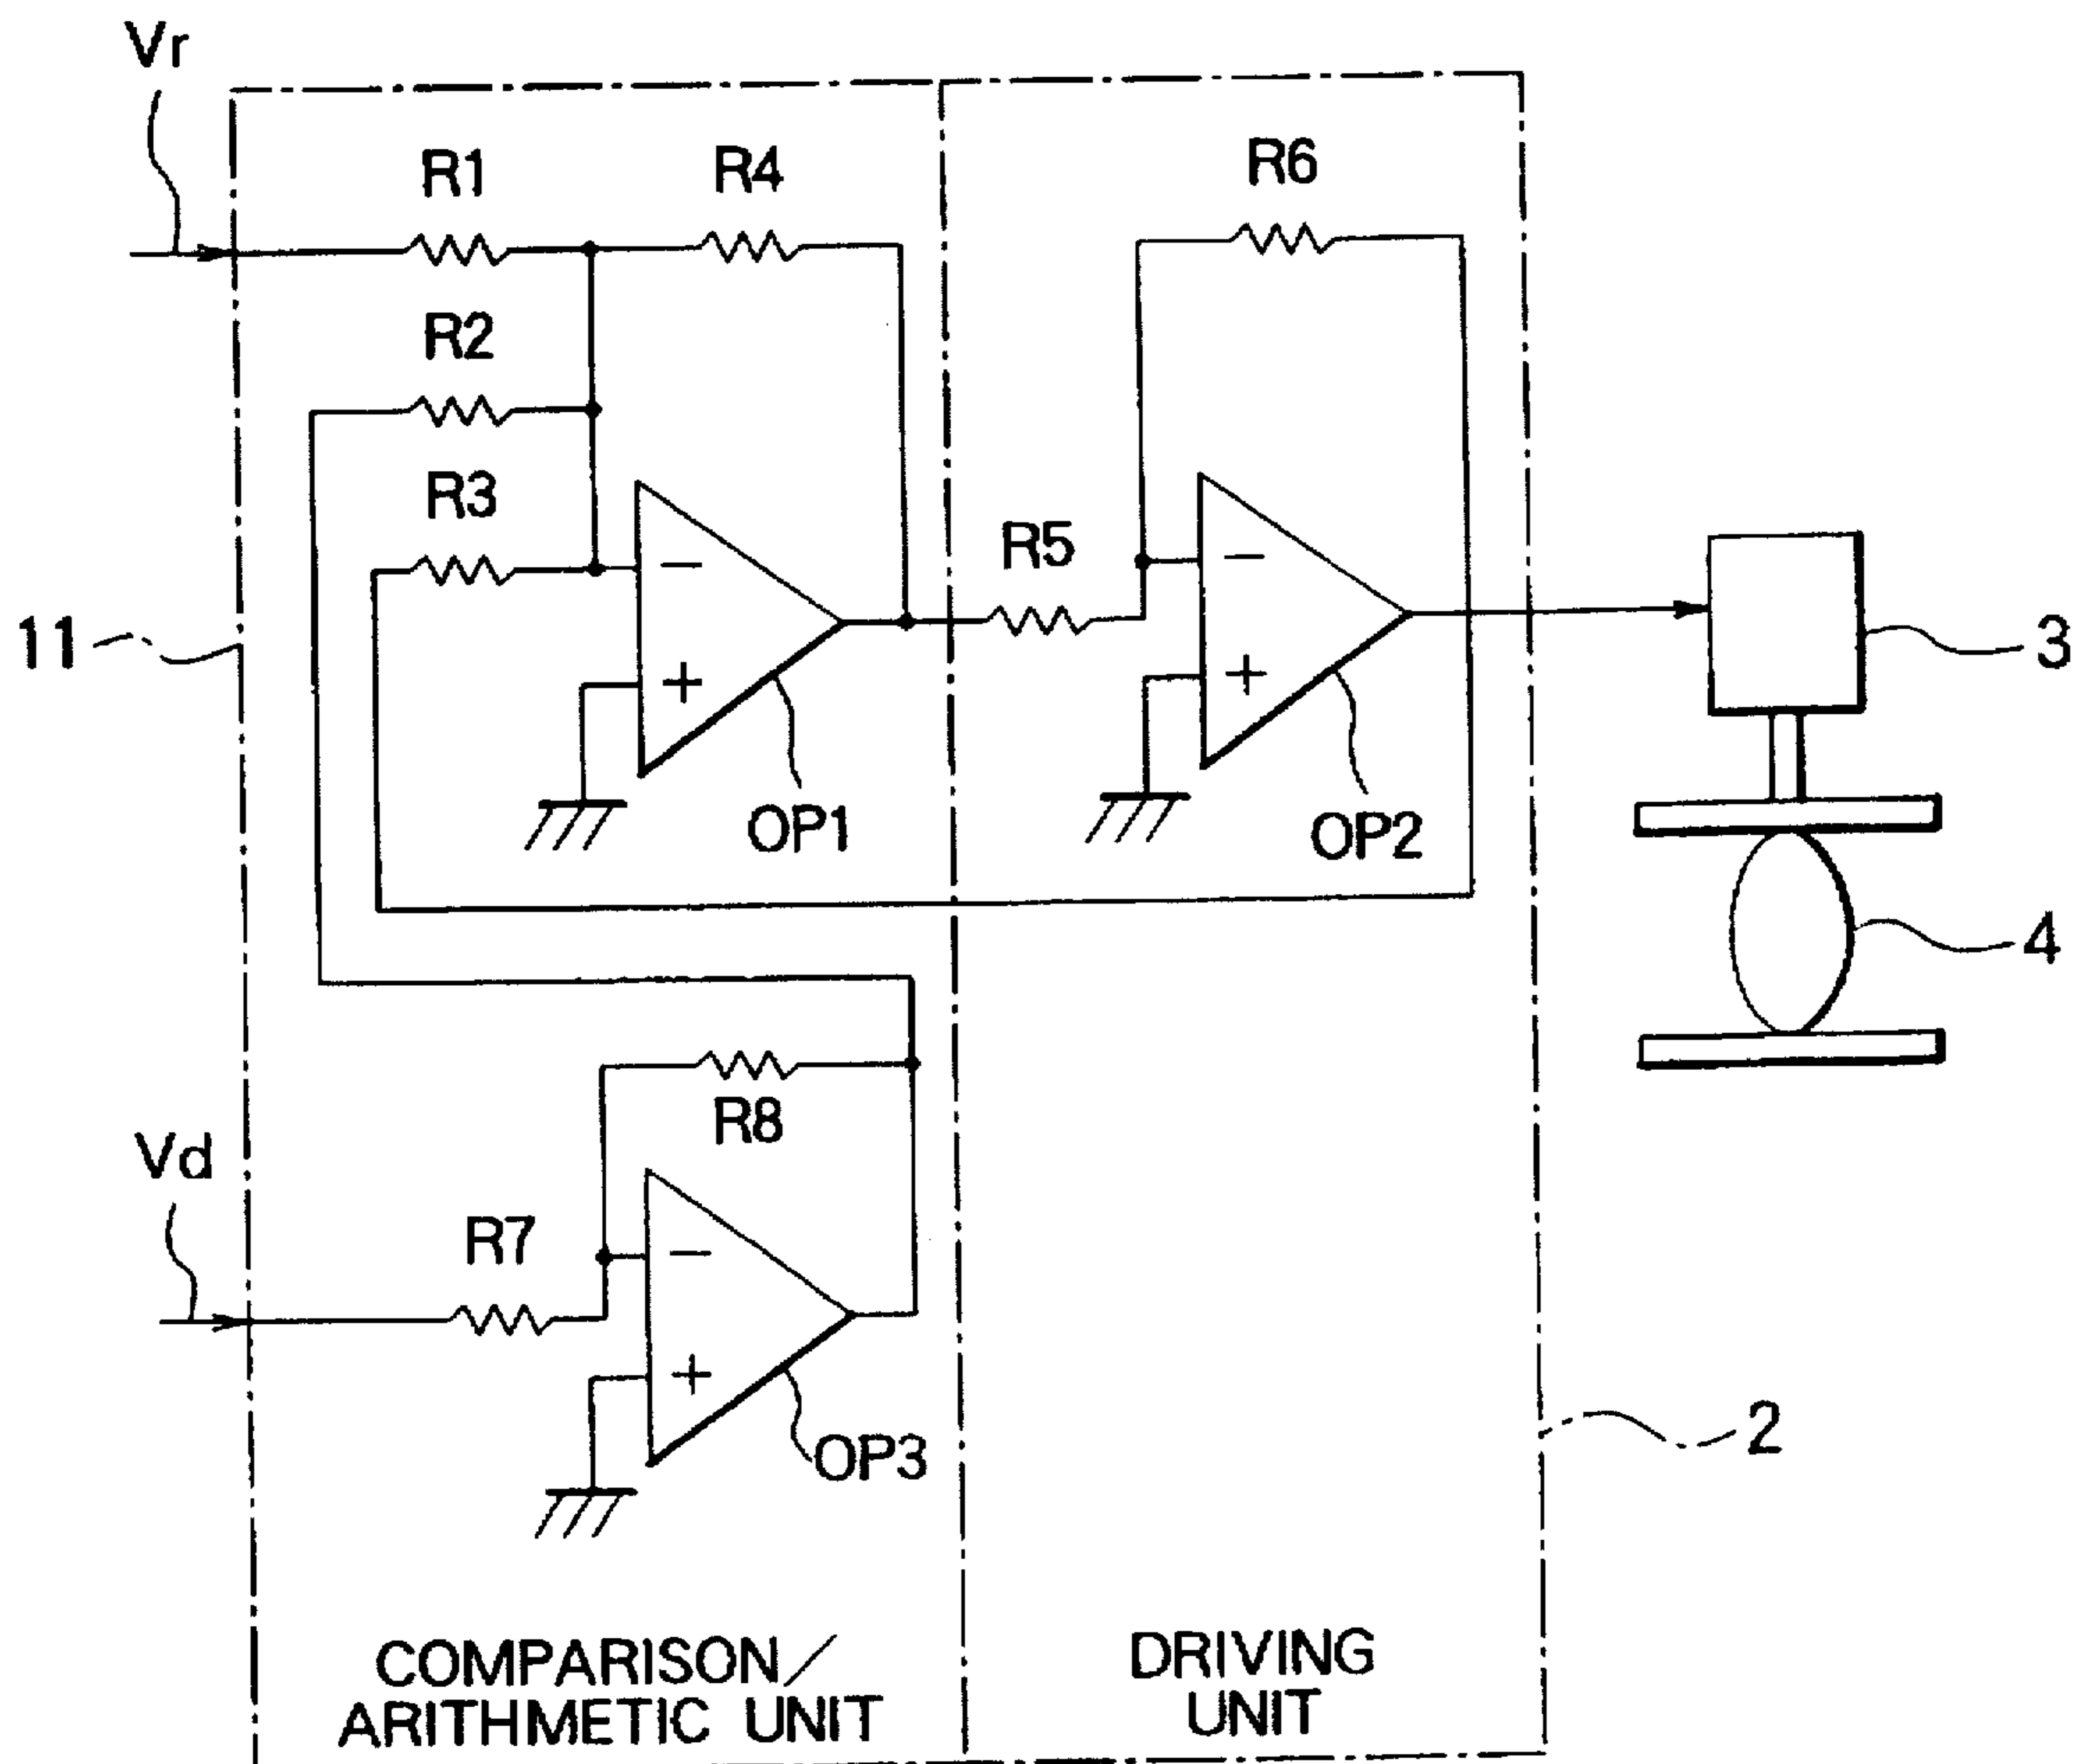 Vr
R1
R4
R6
R2
R3
R5
−
−
11
3
+
+
OP1
OP2
4
R8
Vd
R7
−
+
OP3
2
COMPARISON/
ARITHMETIC UNIT
DRIVING
UNIT